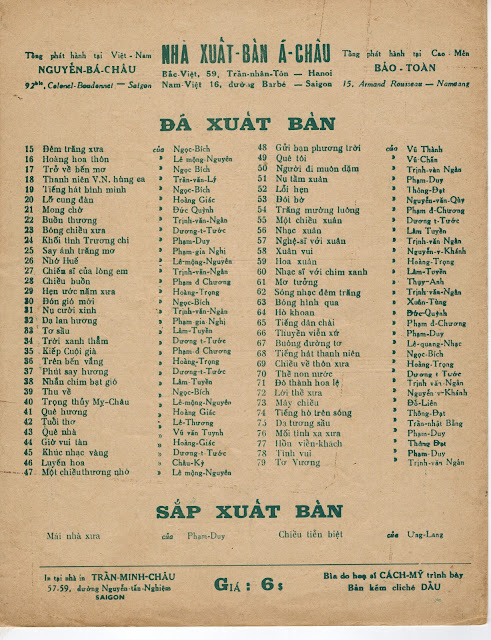 Tổng phát hành tại Việt-Nam
NGUYỄN-BÁ-CHÂU
92bis, Colonel-Boudonnet — Saigon
NHÀ XUẤT-BẢN Á-CHÂU
Bắc-Việt, 59, Trần-nhân-Tôn — Hanoi
Nam-Việt 16, đường Barbé — Saigon
Tổng phát hành tại Cao-Mên
BẢO-TOÀN
15, Armand Rousseau — Namvang
ĐÃ XUẤT BẢN
15 Đêm trăng xưa của Ngọc-Bích
16 Hoàng hoa thôn » Lê mộng-Nguyên
17 Trở về bến mơ » Ngọc Bích
18 Thanh niên V.N. hùng ca » Trần-văn-Lý
19 Tiếng hát bình minh » Ngọc-Bích
20 Lỡ cung đàn » Hoàng Giác
21 Mong chờ » Đức Quỳnh
22 Buồn thương » Trịnh-văn-Ngân
23 Bóng chiều xưa » Dương-t-Tước
24 Khối tình Trương chi » Phạm-Duy
25 Say ánh trăng mơ » Phạm-gia Nghị
26 Nhớ Huế » Lê-mộng-Nguyên
27 Chiến sĩ của lòng em » Trịnh-văn-Ngân
28 Chiều buồn » Phạm đ Chương
29 Hẹn ước năm xưa » Hoàng-Trọng
30 Đón gió mới » Ngọc-Bích
31 Nụ cười xinh » Trịnh-văn-Ngân
32 Dạ lan hương » Phạm gia Nghị
33 Tơ sầu » Lâm-Tuyền
34 Trời xanh thẳm » Dương t-Tước
35 Kiếp Cuội già » Phạm-đ Chương
36 Trên bến vắng » Hoàng-Trọng
37 Phút say hương » Dương t-Tước
38 Nhắn chim bạt gió » Lâm-Tuyền
39 Thu về » Ngọc-Bích
40 Trọng thủy My-Châu » Lê-mộng-Nguyên
41 Quê hương » Hoàng Giác
42 Tuổi thơ » Lê-Thương
43 Quê nhà » Vũ văn Tuynh
44 Giờ vui tàn » Hoàng-Giác
45 Khúc nhạc vàng » Dương-t-Tước
46 Luyến hoa » Châu-Kỳ
47 Một chiều thương nhớ » Lê mộng-Nguyên
48 Gửi bạn phương trời của Vũ Thành
49 Quê tôi » Vũ-Chấn
50 Người đi muôn dặm » Trịnh văn Ngân
51 Nụ tầm xuân » Phạm-Duy
52 Lỗi hẹn » Thông-Đạt
53 Đôi bờ » Nguyễn-văn-Qùy
54 Trăng mường luông » Phạm đ-Chương
55 Một chiều xuân » Dương t-Tước
56 Nhạc xuân » Lâm Tuyền
57 Nghệ-sĩ với xuân » Trịnh văn Ngân
58 Xuân vui » Nguyễn-v-Khánh
59 Hoa xuân » Hoàng-Trọng
60 Nhạc sĩ với chim xanh » Lâm-Tuyền
61 Mơ tưởng » Thụy-Anh
62 Sóng nhạc đêm trăng » Trịnh-văn-Ngân
63 Bóng hình qua » Xuân-Tùng
64 Hò khoan » Đức-Quỳnh
65 Tiếng dân chài » Phạm đ-Chương
66 Thuyền viễn xứ » Phạm-Duy
67 Buông đường tơ » Lê-quang-Nhạc
68 Tiếng hát thanh niên » Ngọc-Bích
69 Chiều về thôn xưa » Hoàng-Trọng
70 Thề non nước » Dương t Tước
71 Đô thành hoa lệ » Trịnh văn-Ngân
72 Lời thề xưa » Nguyễn v-Khánh
73 Mây chiều » Đỗ-Liên
74 Tiếng hò trên sông » Thông-Đạt
75 Dạ tương sầu » Trần-nhật Bằng
76 Mối tình xa xưa » Phạm-Duy
77 Hồn viễn-khách » Thông Đạt
78 Tình vui » Phạm-Duy
79 Tơ Vương » Trịnh-văn Ngân
SẮP XUẤT BẢN
Mái nhà xưa của Phạm-Duy
Chiều tiễn biệt của Ưng-Lang
In tại nhà in TRẦN-MINH-CHÂU
57-59, đường Nguyễn-tấn-Nghiệm
SAIGON
GIÁ : 6$
Bìa do hoạ sĩ CÁCH-MỸ trình bày
Bản kẽm cliché DẦU